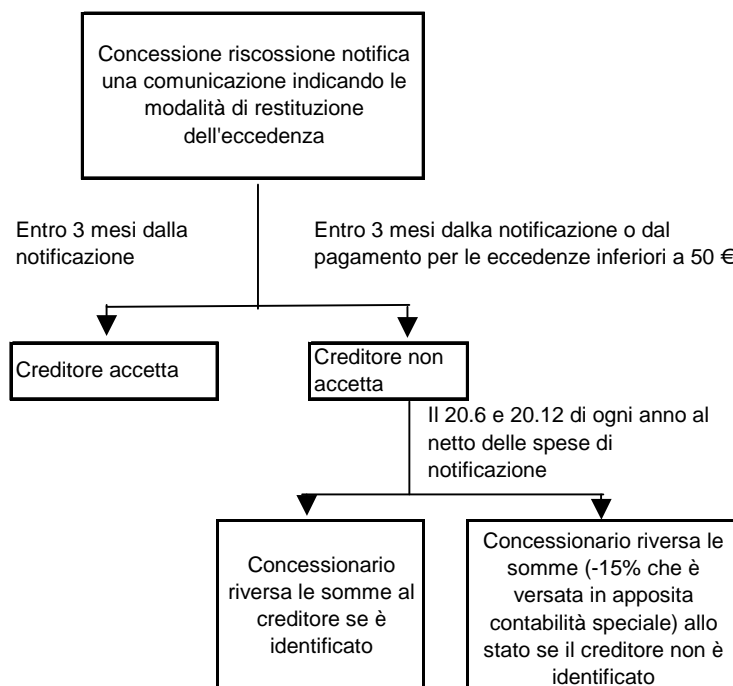 Concessione riscossione notifica
una comunicazione indicando le
modalità di restituzione
dell'eccedenza
Entro 3 mesi dalla
notificazione
Entro 3 mesi dalka notificazione o dal
pagamento per le eccedenze inferiori a 50 €
Creditore accetta
Creditore non
accetta
Il 20.6 e 20.12 di ogni anno al
netto delle spese di
notificazione
Concessionario
riversa le somme al
creditore se è
identificato
Concessionario riversa le
somme (-15% che è
versata in apposita
contabilità speciale) allo
stato se il creditore non è
identificato